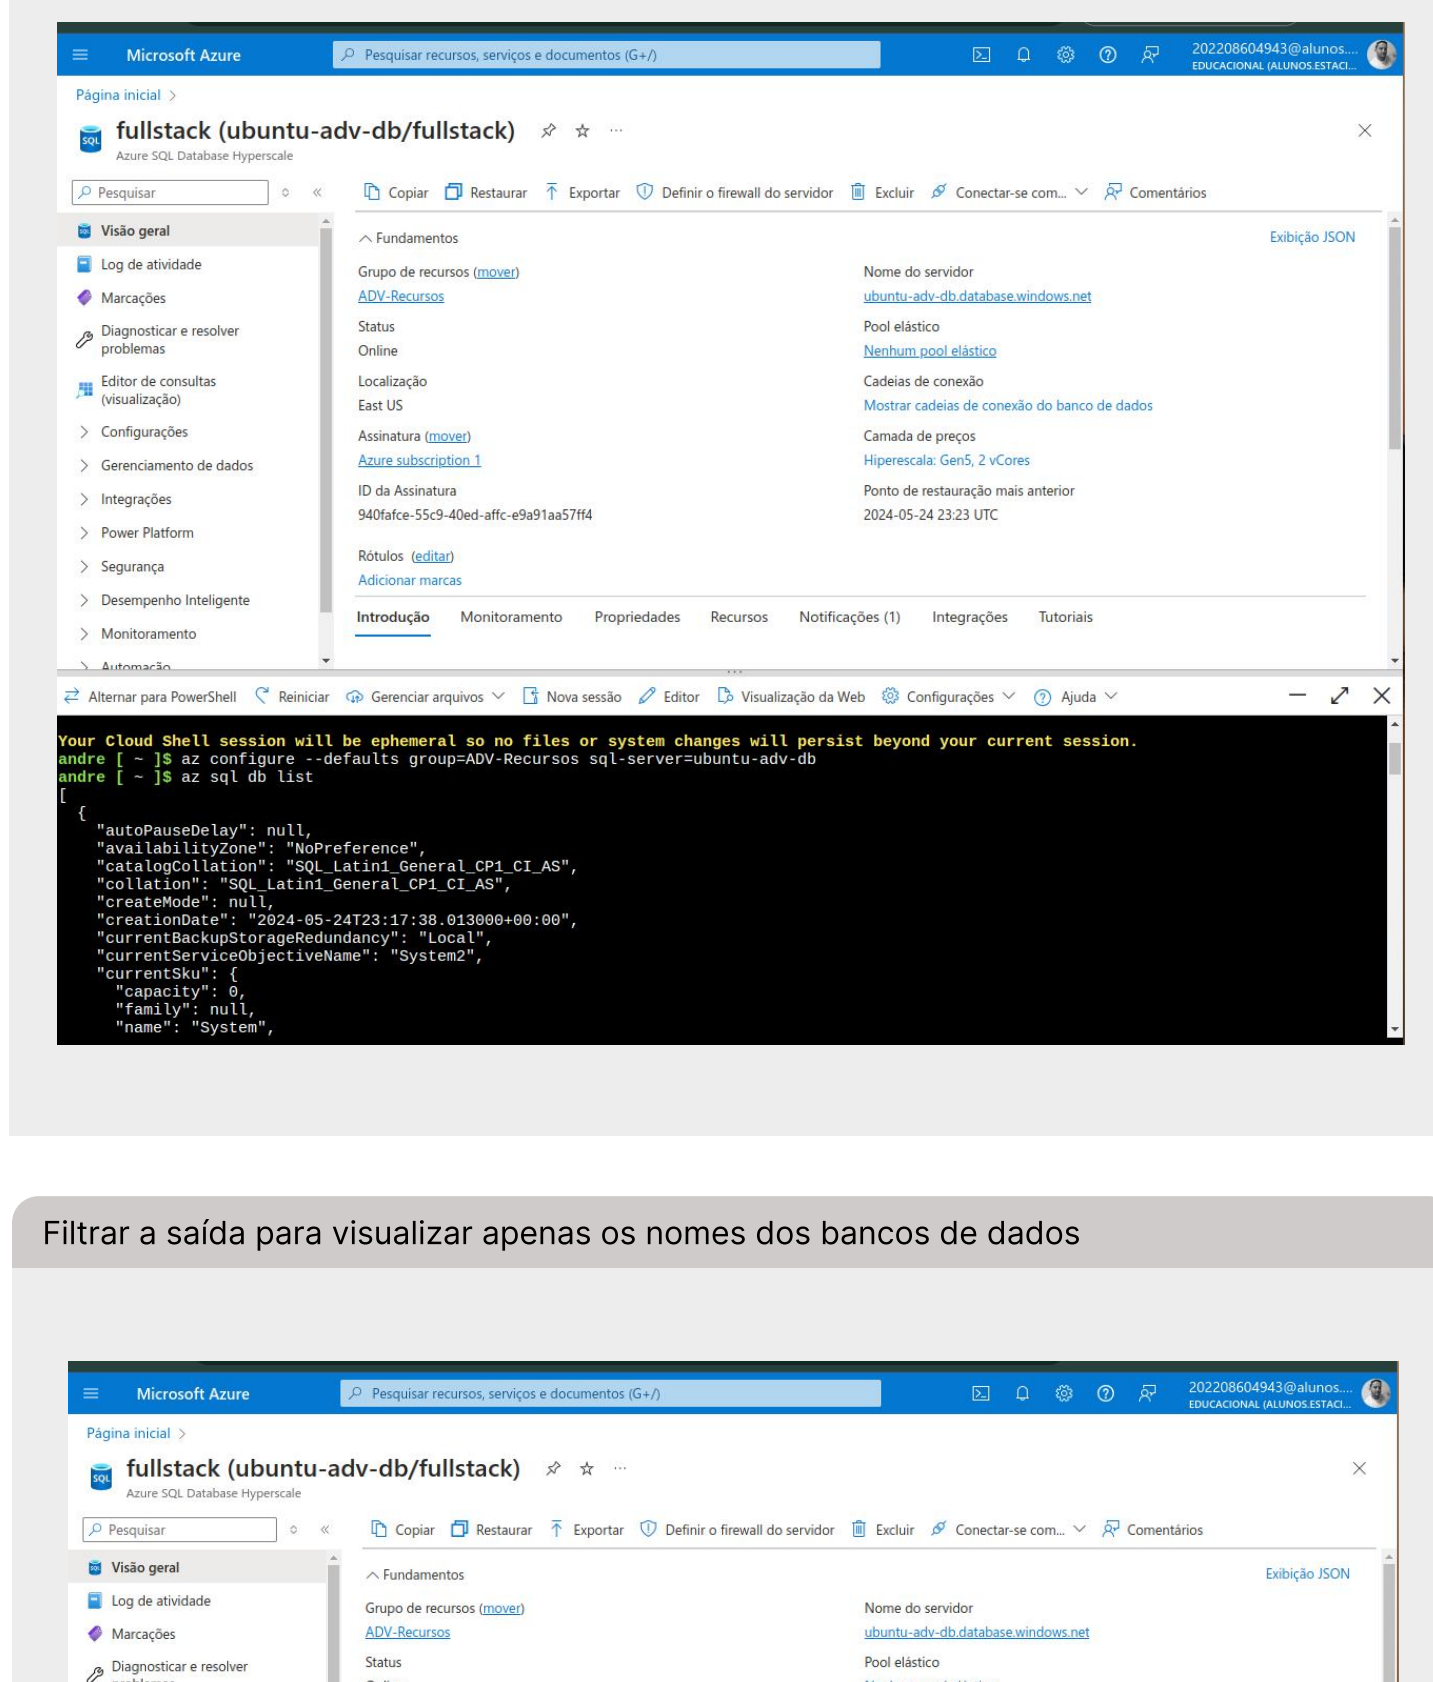 Microsoft Azure
Pesquisar recursos, serviços e documentos (G+/)
202208604943@alunos....
EDUCACIONAL (ALUNOS.ESTACI...
Página inicial >
fullstack (ubuntu-adv-db/fullstack)
Azure SQL Database Hyperscale
Pesquisar
Copiar Restaurar Exportar Definir o firewall do servidor Excluir Conectar-se com... Comentários
Visão geral
Log de atividade
Marcações
Diagnosticar e resolver
problemas
Editor de consultas
(visualização)
Configurações
Gerenciamento de dados
Integrações
Power Platform
Segurança
Desempenho Inteligente
Monitoramento
Automação
Fundamentos
Exibição JSON
Grupo de recursos (mover)
ADV-Recursos
Status
Online
Localização
East US
Assinatura (mover)
Azure subscription 1
ID da Assinatura
940fafce-55c9-40ed-affc-e9a91aa57ff4
Rótulos (editar)
Adicionar marcas
Nome do servidor
ubuntu-adv-db.database.windows.net
Pool elástico
Nenhum pool elástico
Cadeias de conexão
Mostrar cadeias de conexão do banco de dados
Camada de preços
Hiperescala: Gen5, 2 vCores
Ponto de restauração mais anterior
2024-05-24 23:23 UTC
Introdução Monitoramento Propriedades Recursos Notificações (1) Integrações Tutoriais
Alternar para PowerShell Reiniciar Gerenciar arquivos Nova sessão Editor Visualização da Web Configurações Ajuda
Your Cloud Shell session will be ephemeral so no files or system changes will persist beyond your current session.
andre [ ~ ]$ az configure --defaults group=ADV-Recursos sql-server=ubuntu-adv-db
andre [ ~ ]$ az sql db list
[
{
"autoPauseDelay": null,
"availabilityZone": "NoPreference",
"catalogCollation": "SQL_Latin1_General_CP1_CI_AS",
"collation": "SQL_Latin1_General_CP1_CI_AS",
"createMode": null,
"creationDate": "2024-05-24T23:17:38.013000+00:00",
"currentBackupStorageRedundancy": "Local",
"currentServiceObjectiveName": "System2",
"currentSku": {
"capacity": 0,
"family": null,
"name": "System",
Filtrar a saída para visualizar apenas os nomes dos bancos de dados
Microsoft Azure
Pesquisar recursos, serviços e documentos (G+/)
202208604943@alunos....
EDUCACIONAL (ALUNOS.ESTACI...
Página inicial >
fullstack (ubuntu-adv-db/fullstack)
Azure SQL Database Hyperscale
Pesquisar
Copiar Restaurar Exportar Definir o firewall do servidor Excluir Conectar-se com... Comentários
Visão geral
Log de atividade
Marcações
Diagnosticar e resolver
Fundamentos
Exibição JSON
Grupo de recursos (mover)
ADV-Recursos
Status
Nome do servidor
ubuntu-adv-db.database.windows.net
Pool elástico